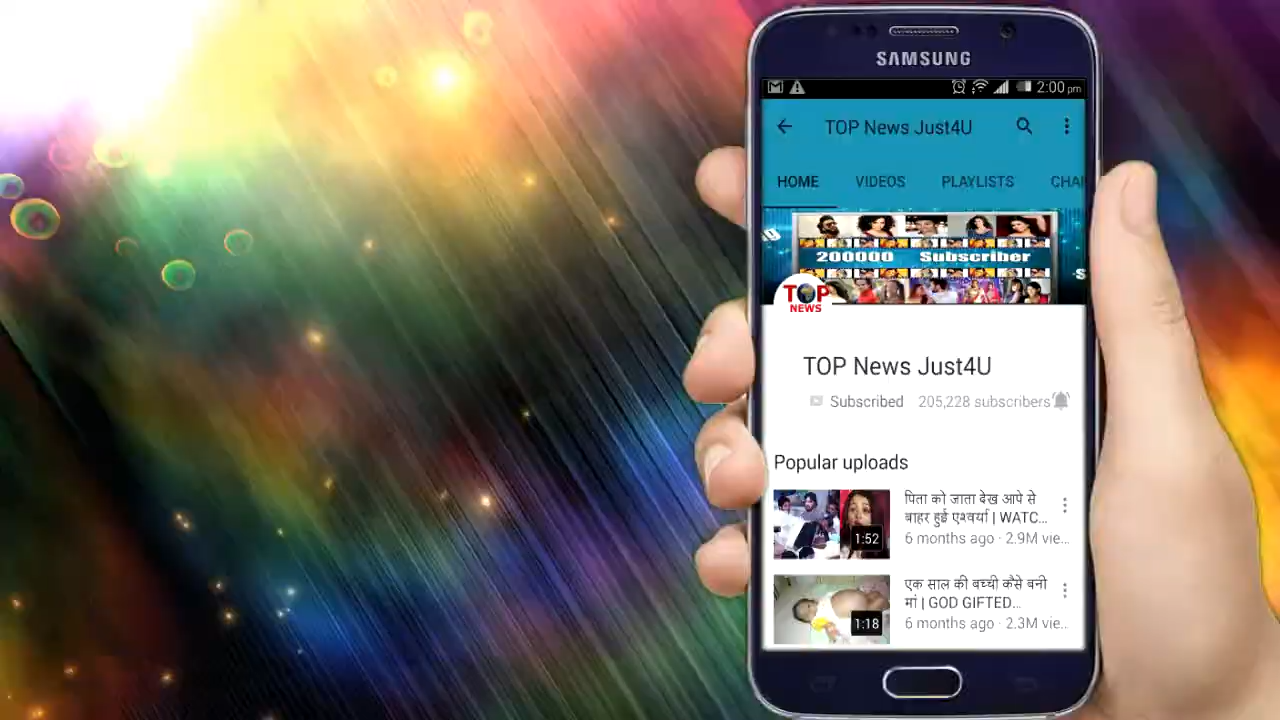 SAMSUNG
2:00 pm
TOP News Just4U
HOME VIDEOS PLAYLISTS CHA
200000 Subscriber
TOP
NEWS
TOP News Just4U
Subscribed 205,228 subscribers
Popular uploads
पिता को जाता देख आपे से
बाहर हुई एश्वर्या | WATC...
1:52
6 months ago · 2.9M vie...
एक साल की बच्ची कैसे बनी
मां | GOD GIFTED...
1:18
6 months ago · 2.3M vie...